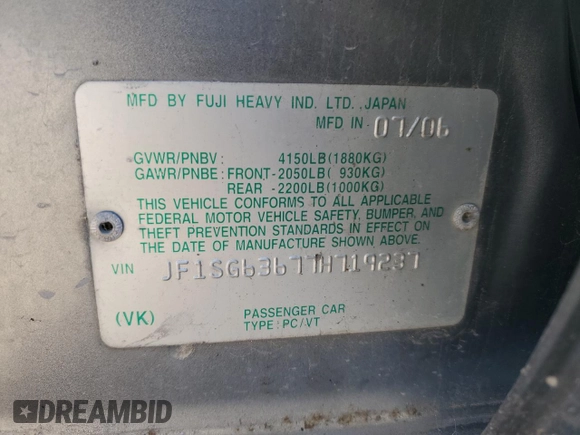 MFD BY FUJI HEAVY IND. LTD. ,JAPAN
MFD IN 07/06
GVWR/PNBV: 4150LB(1880KG)
GAWR/PNBE: FRONT-2050LB( 930KG)
REAR -2200LB(1000KG)
THIS VEHICLE CONFORMS TO ALL APPLICABLE
FEDERAL MOTOR VEHICLE SAFETY, BUMPER, AND
THEFT PREVENTION STANDARDS IN EFFECT ON
THE DATE OF MANUFACTURE SHOWN ABOVE.
VIN JF1SG63677H719237
(VK) PASSENGER CAR
TYPE:PC/VT
DREAMBID